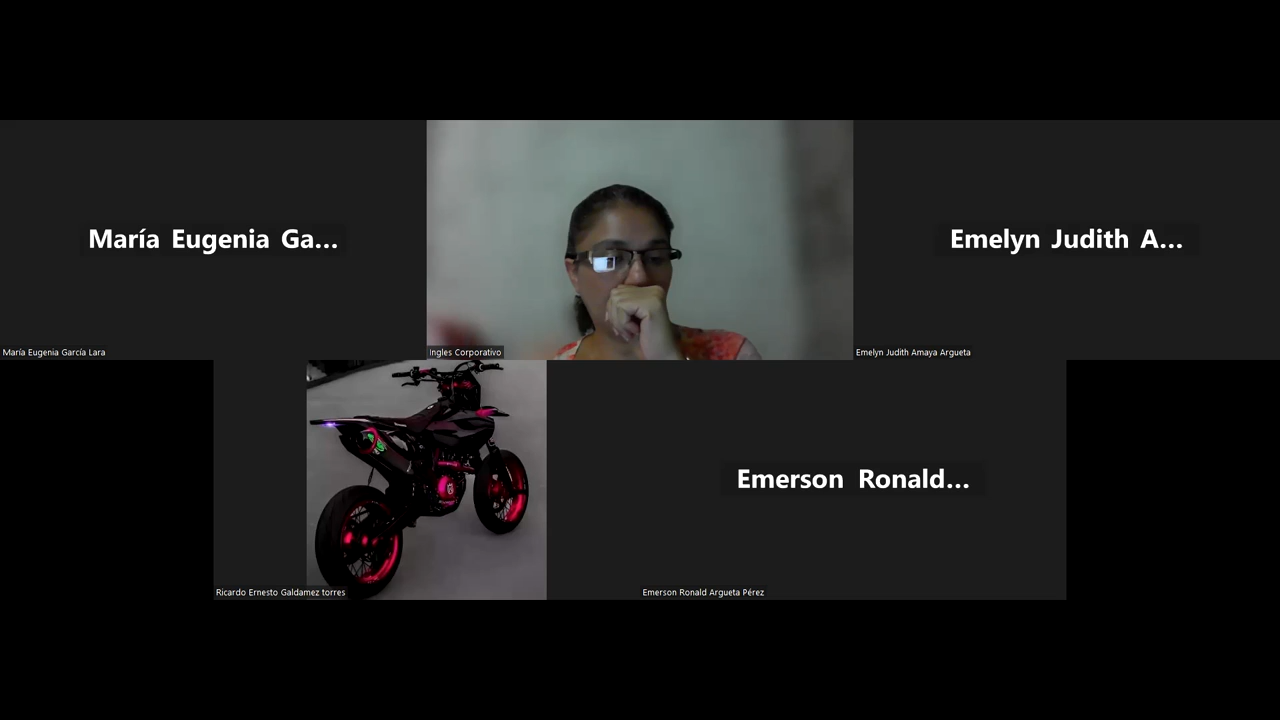 María Eugenia Ga...
Emelyn Judith A...
María Eugenia García Lara
Ingles Corporativo
Emelyn Judith Amaya Argueta
Emerson Ronald...
Ricardo Ernesto Galdamez torres
Emerson Ronald Argueta Pérez